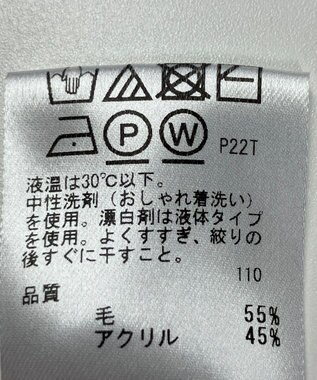 P W P22T
液温は30℃以下。
中性洗剤（おしゃれ着洗い）
を使用。漂白剤は液体タイプ
を使用。よくすすぎ、絞りの
後すぐに干すこと。
110
品質
毛 55%
アクリル 45%